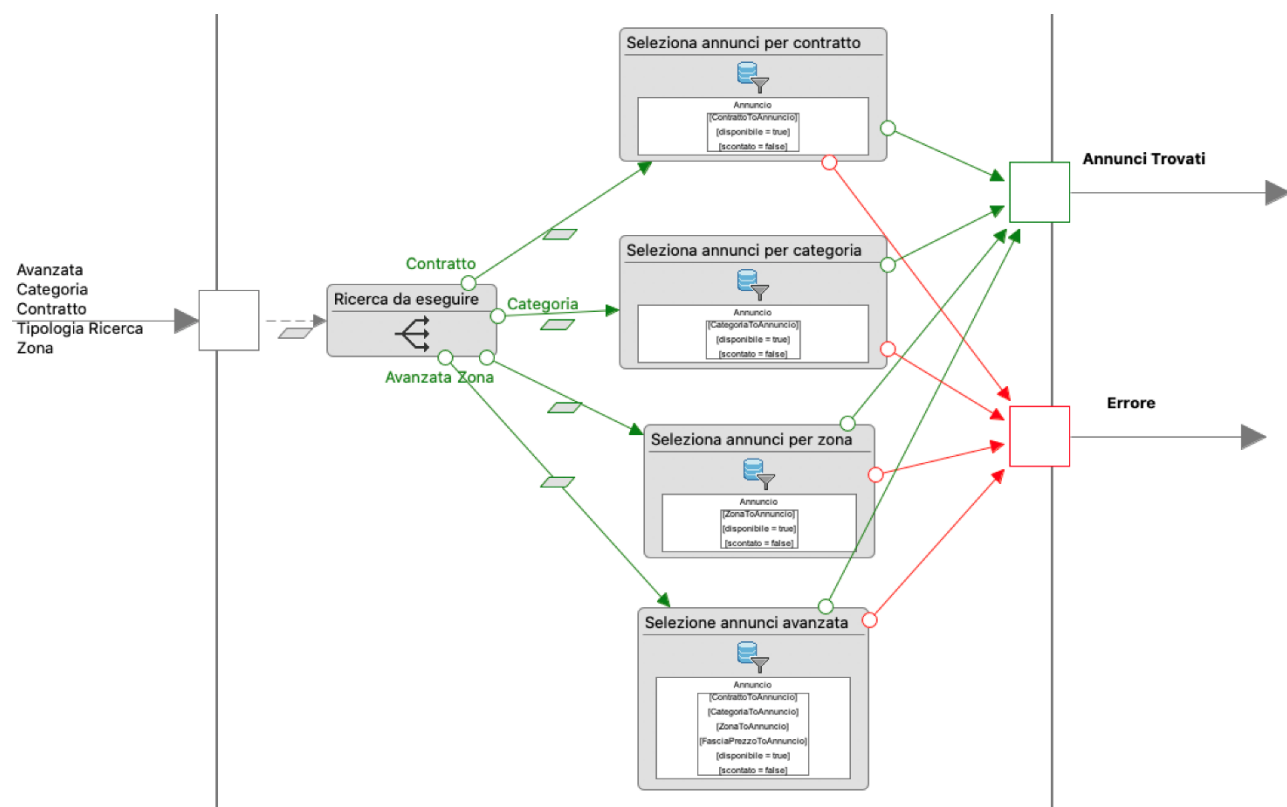 Seleziona annunci per contratto
Annuncio
[ContrattoToAnnuncio]
[disponibile = true]
[scontato = false]
Annunci Trovati
Avanzata
Categoria
Contratto
Tipologia Ricerca
Zona
Ricerca da eseguire
Contratto
Categoria
Avanzata
Zona
Seleziona annunci per categoria
Annuncio
[CategoriaToAnnuncio]
[disponibile = true]
[scontato = false]
Errore
Seleziona annunci per zona
Annuncio
[ZonaToAnnuncio]
[disponibile = true]
[scontato = false]
Selezione annunci avanzata
Annuncio
[ContrattoToAnnuncio]
[CategoriaToAnnuncio]
[ZonaToAnnuncio]
[FasciaPrezzoToAnnuncio]
[disponibile = true]
[scontato = false]